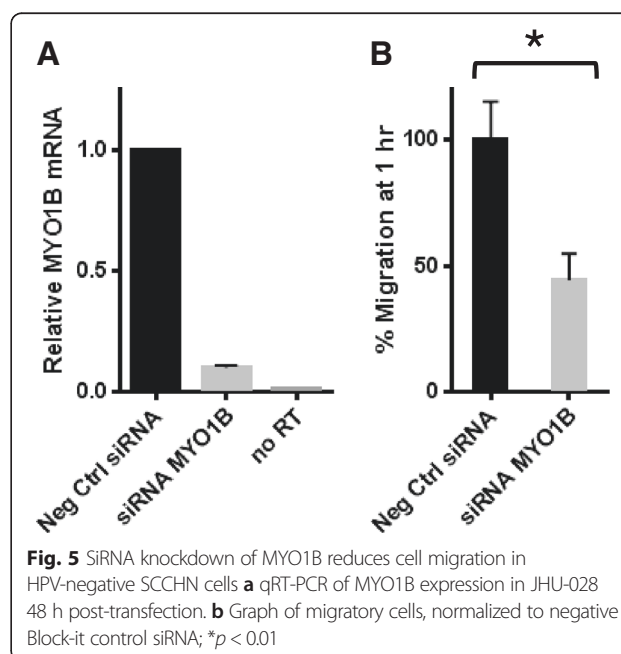 A
Relative MYO1B mRNA
1.0
0.5
0.0
Neg Ctrl siRNA
siRNA MYO1B
no RT
B
*
% Migration at 1 hr
100
50
0
Neg Ctrl siRNA
siRNA MYO1B
Fig. 5 SiRNA knockdown of MYO1B reduces cell migration in
HPV-negative SCCHN cells a qRT-PCR of MYO1B expression in JHU-028
48 h post-transfection. b Graph of migratory cells, normalized to negative
Block-it control siRNA; *p < 0.01